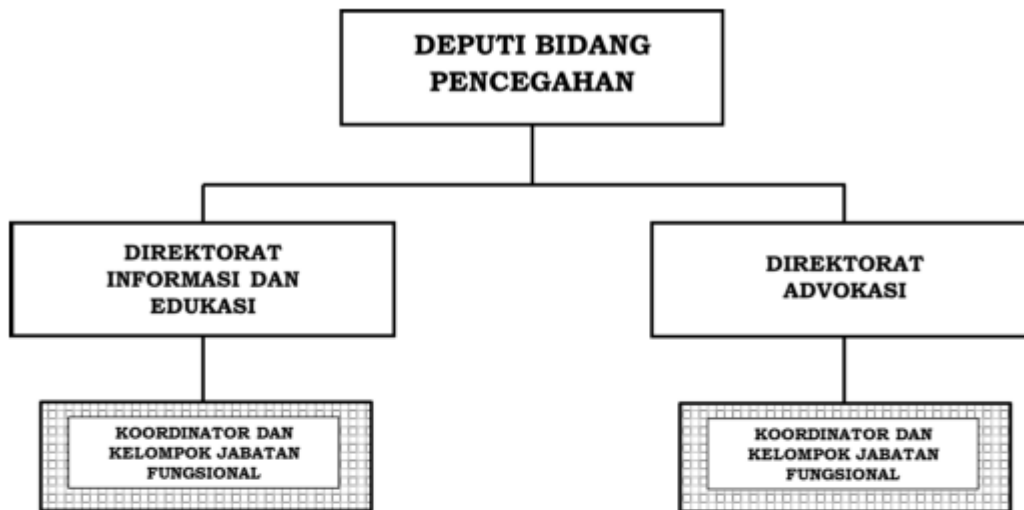 DEPUTI BIDANG
PENCEGAHAN
DIREKTORAT
INFORMASI DAN
EDUKASI
DIREKTORAT
ADVOKASI
KOORDINATOR DAN
KELOMPOK JABATAN
FUNGSIONAL
KOORDINATOR DAN
KELOMPOK JABATAN
FUNGSIONAL